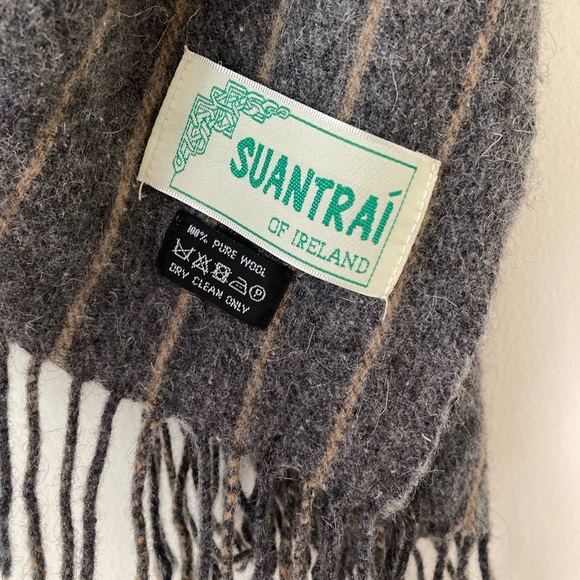 SUANTRAÍ
OF IRELAND
100% PURE WOOL
P
DRY CLEAN ONLY